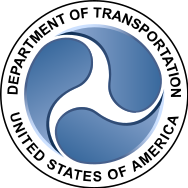 DEPARTMENT OF TRANSPORTATION
UNITED STATES OF AMERICA